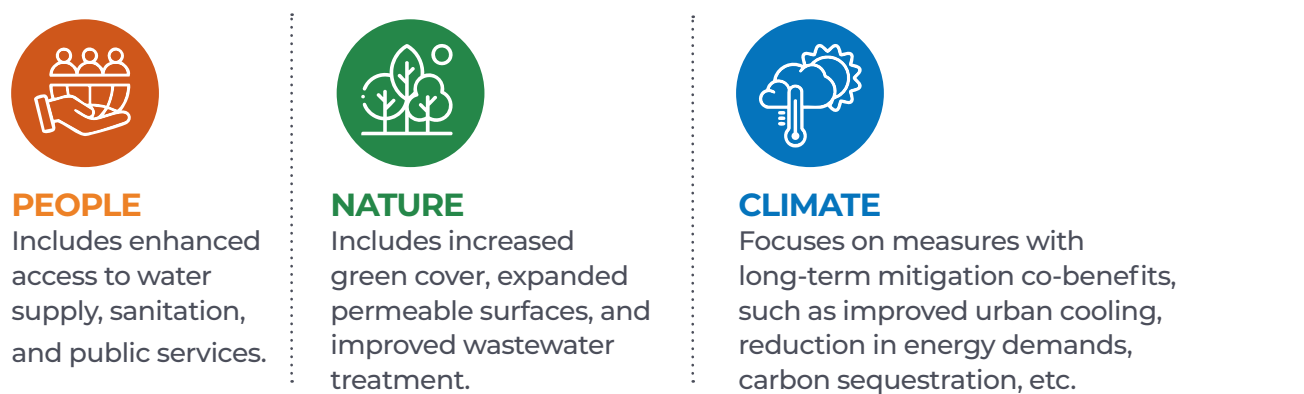 PEOPLE
Includes enhanced
access to water
supply, sanitation,
and public services.
NATURE
Includes increased
green cover, expanded
permeable surfaces, and
improved wastewater
treatment.
CLIMATE
Focuses on measures with
long-term mitigation co-benefits,
such as improved urban cooling,
reduction in energy demands,
carbon sequestration, etc.